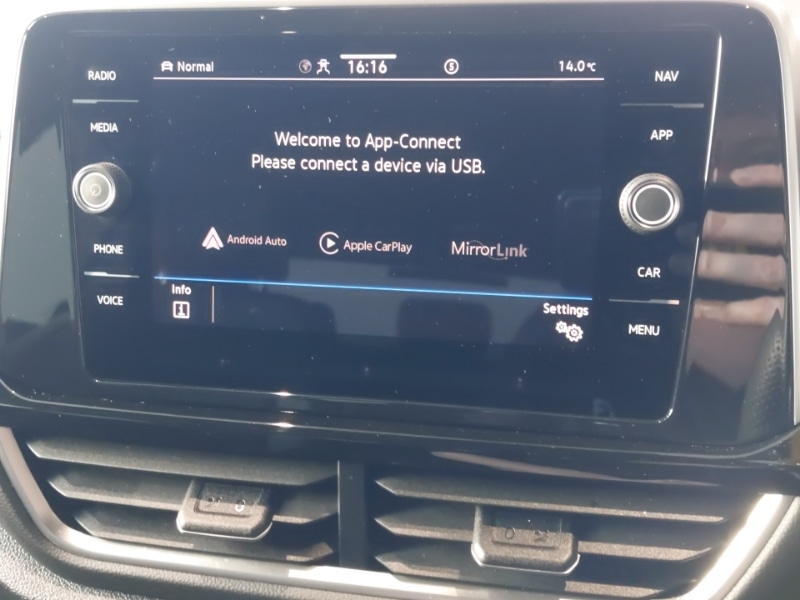 RADIO
MEDIA
PHONE
VOICE
Normal
16:16
5
14.0°C
Welcome to App-Connect
Please connect a device via USB.
Android Auto
Apple CarPlay
MirrorLink
Info
Settings
NAV
APP
CAR
MENU